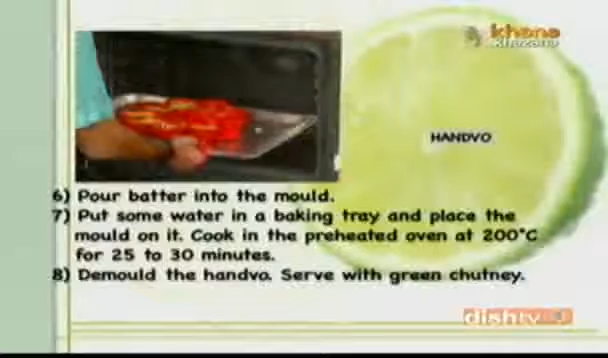 khana
khazana
HANDVO
6) Pour batter into the mould.
7) Put some water in a baking tray and place the
mould on it. Cook in the preheated oven at 200°C
for 25 to 30 minutes.
8) Demould the handvo. Serve with green chutney.
dishtv